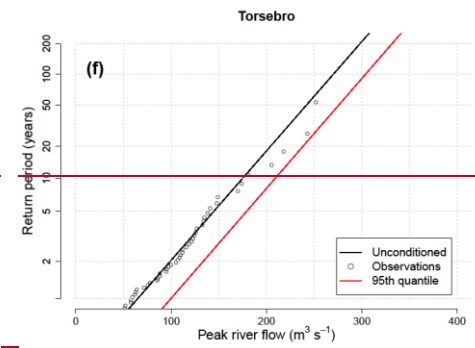 Torsebro
(f)
Return period (years)
200
100
50
20
10
5
2
Unconditioned
Observations
95th quantile
0 100 200 300 400
Peak river flow (m³ s⁻¹)